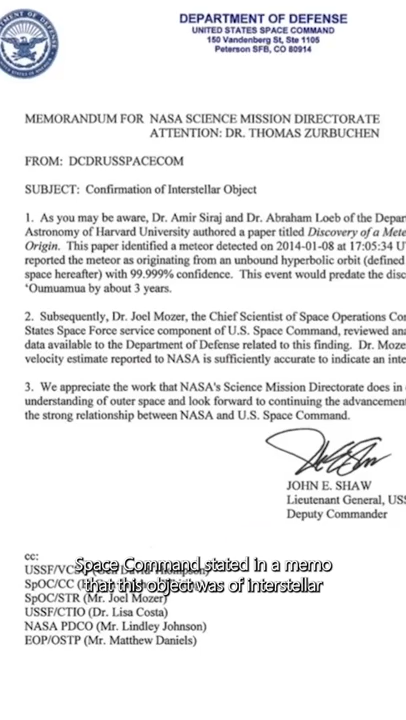 DEPARTMENT OF DEFENSE
UNITED STATES SPACE COMMAND
150 Vandenberg St, Ste 1105
Peterson SFB, CO 80914
MEMORANDUM FOR NASA SCIENCE MISSION DIRECTORATE
ATTENTION: DR. THOMAS ZURBUCHEN
FROM: DCDRUSSPACECOM
SUBJECT: Confirmation of Interstellar Object
1. As you may be aware, Dr. Amir Siraj and Dr. Abraham Loeb of the Depar
Astronomy of Harvard University authored a paper titled Discovery of a Mete
Origin. This paper identified a meteor detected on 2014-01-08 at 17:05:34 U
reported the meteor as originating from an unbound hyperbolic orbit (defined
space hereafter) with 99.999% confidence. This event would predate the disc
‘Oumuamua by about 3 years.
2. Subsequently, Dr. Joel Mozer, the Chief Scientist of Space Operations Co
States Space Force service component of U.S. Space Command, reviewed ana
data available to the Department of Defense related to this finding. Dr. Moze
velocity estimate reported to NASA is sufficiently accurate to indicate an inte
3. We appreciate the work that NASA's Science Mission Directorate does in
understanding of outer space and look forward to continuing the advancement
the strong relationship between NASA and U.S. Space Command.
JOHN E. SHAW
Lieutenant General, USS
Deputy Commander
cc:
USSF/VC
Space Command stated in a memo
SpOC/CC
that this object was of interstellar
SpOC/STR (Mr. Joel Mozer)
USSF/CTIO (Dr. Lisa Costa)
NASA PDCO (Mr. Lindley Johnson)
EOP/OSTP (Mr. Matthew Daniels)